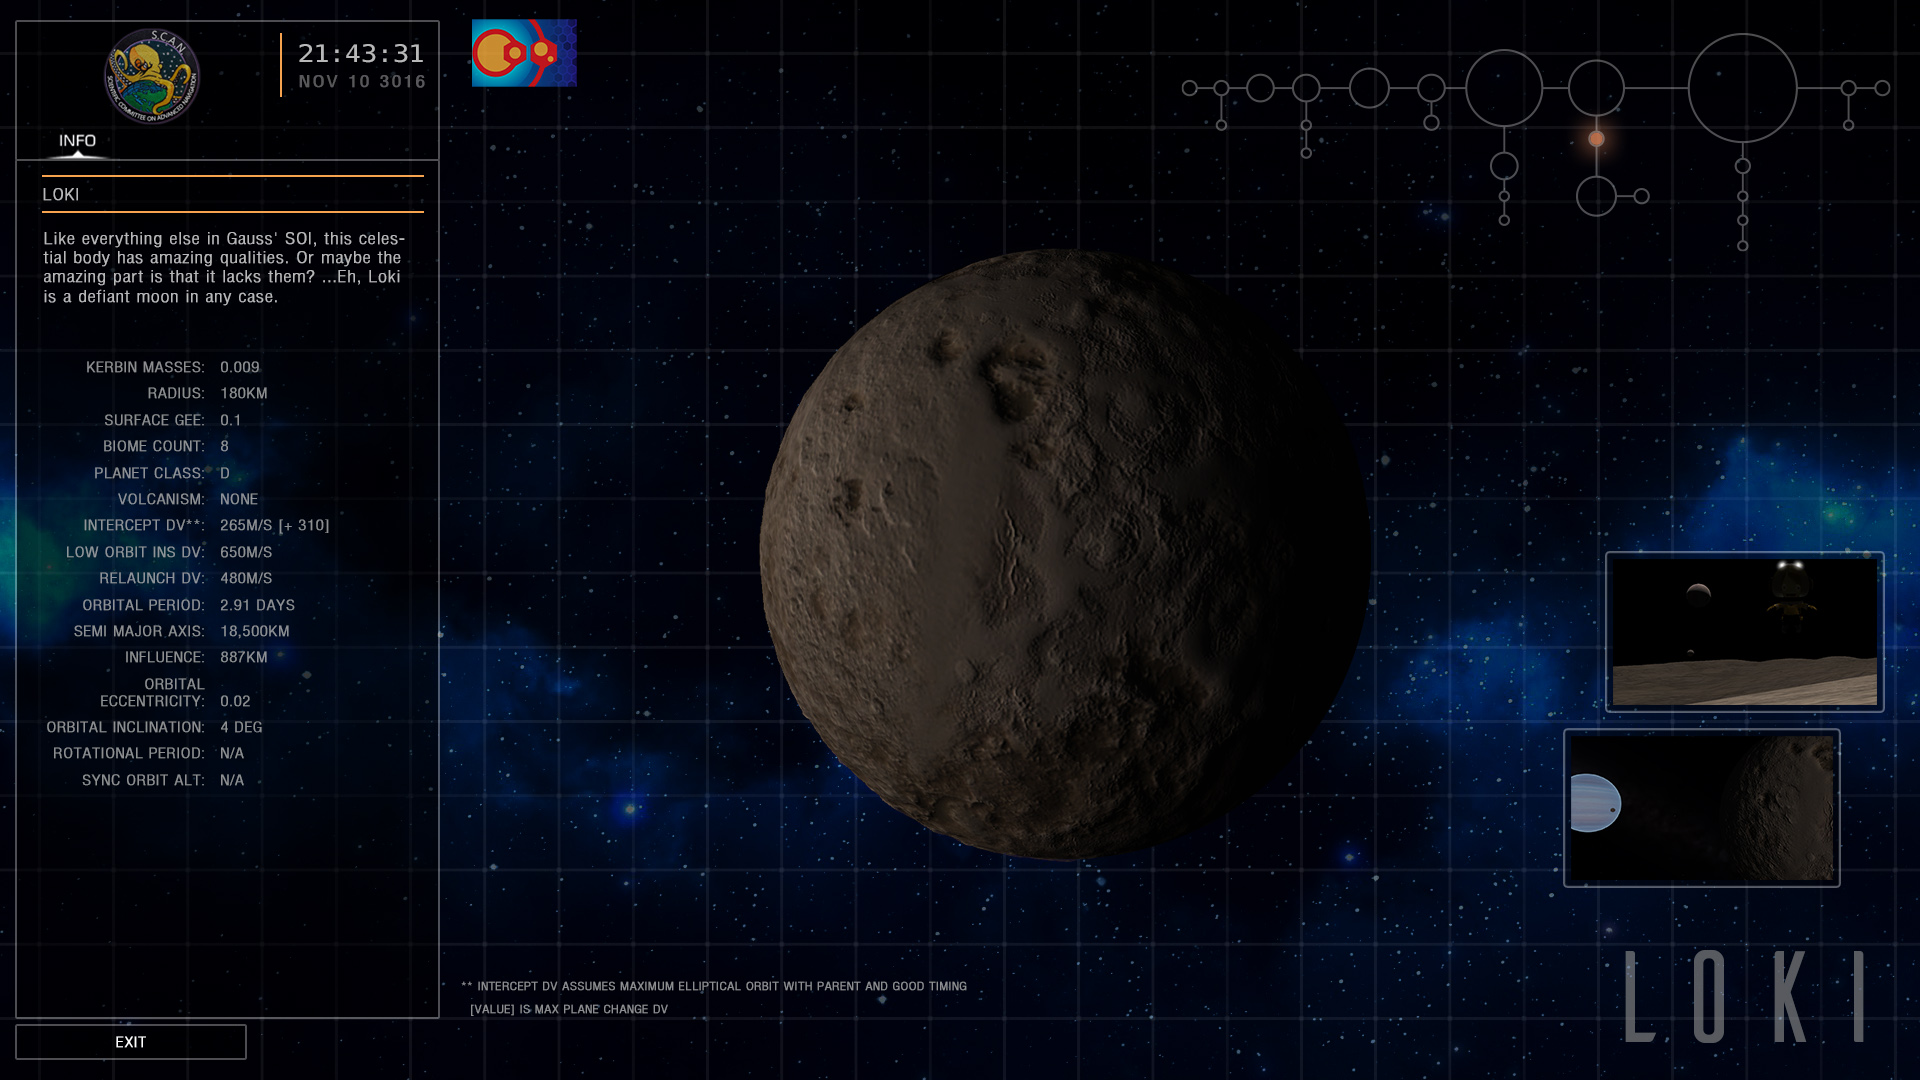 S.C.A.N.
SCIENTIFIC COMMITTEE ON ADVANCED NAVIGATION
21:43:31
NOV 10 3016
INFO
LOKI
Like everything else in Gauss' SOI, this celes-
tial body has amazing qualities. Or maybe the
amazing part is that it lacks them? ...Eh, Loki
is a defiant moon in any case.
KERBIN MASSES: 0.009
RADIUS: 180KM
SURFACE GEE: 0.1
BIOME COUNT: 8
PLANET CLASS: D
VOLCANISM: NONE
INTERCEPT DV**: 265M/S [+ 310]
LOW ORBIT INS DV: 650M/S
RELAUNCH DV: 480M/S
ORBITAL PERIOD: 2.91 DAYS
SEMI MAJOR AXIS: 18,500KM
INFLUENCE: 887KM
ORBITAL
ECCENTRICITY: 0.02
ORBITAL INCLINATION: 4 DEG
ROTATIONAL PERIOD: N/A
SYNC ORBIT ALT: N/A
** INTERCEPT DV ASSUMES MAXIMUM ELLIPTICAL ORBIT WITH PARENT AND GOOD TIMING
[VALUE] IS MAX PLANE CHANGE DV
LOKI
EXIT